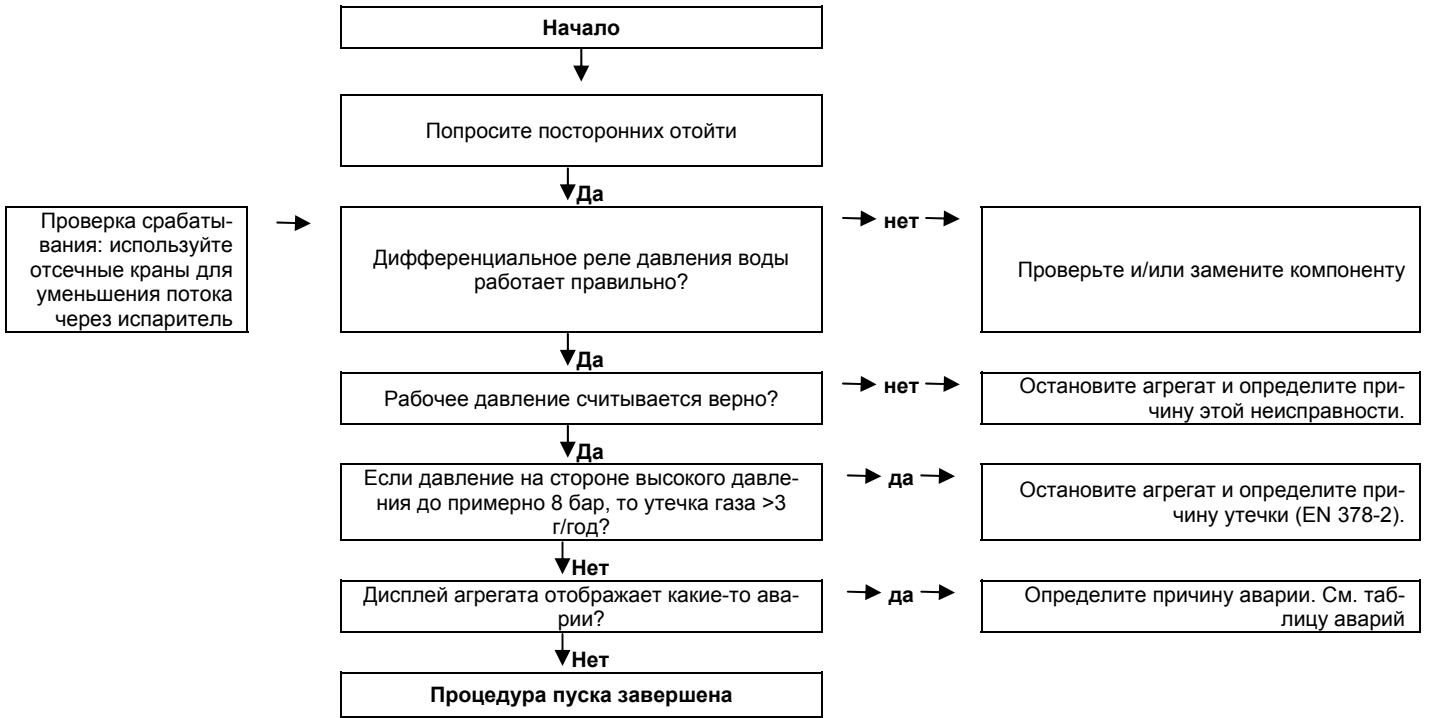 Начало
Попросите посторонних отойти
Да
Проверка срабаты-
вания: используйте
отсечные краны для
уменьшения потока
через испаритель
Дифференциальное реле давления воды
работает правильно?
нет
Проверьте и/или замените компоненту
Да
Рабочее давление считывается верно?
нет
Остановите агрегат и определите при-
чину этой неисправности.
Да
Если давление на стороне высокого давле-
ния до примерно 8 бар, то утечка газа >3
г/год?
да
Остановите агрегат и определите при-
чину утечки (EN 378-2).
Нет
Дисплей агрегата отображает какие-то ава-
рии?
да
Определите причину аварии. См. таб-
лицу аварий
Нет
Процедура пуска завершена